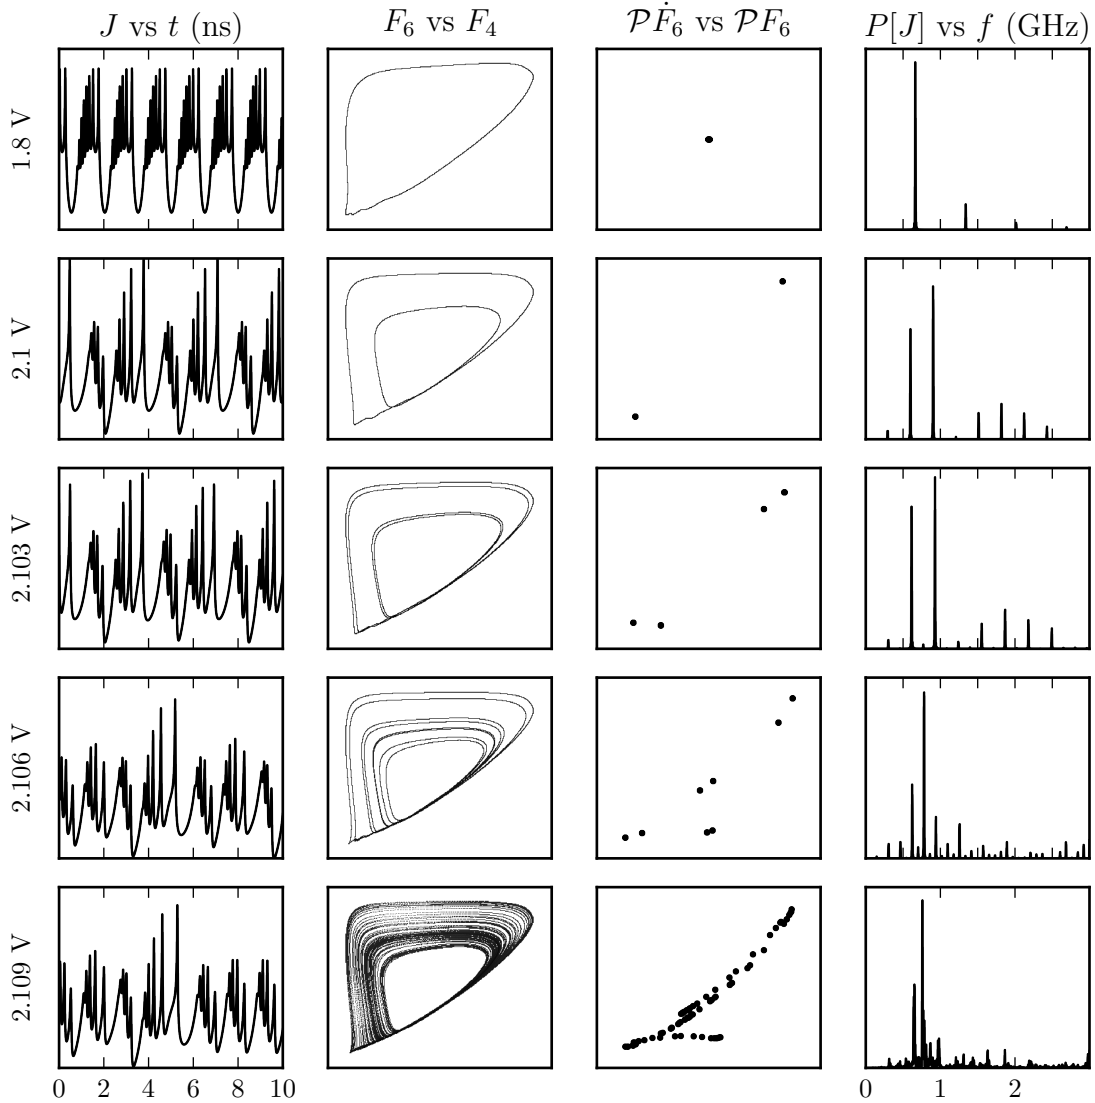 J vs t (ns)
F₆ vs F₄
𝒫Ḟ₆ vs 𝒫F₆
P[J] vs f (GHz)
1.8 V
2.1 V
2.103 V
2.106 V
2.109 V
0 2 4 6 8 10
0 1 2